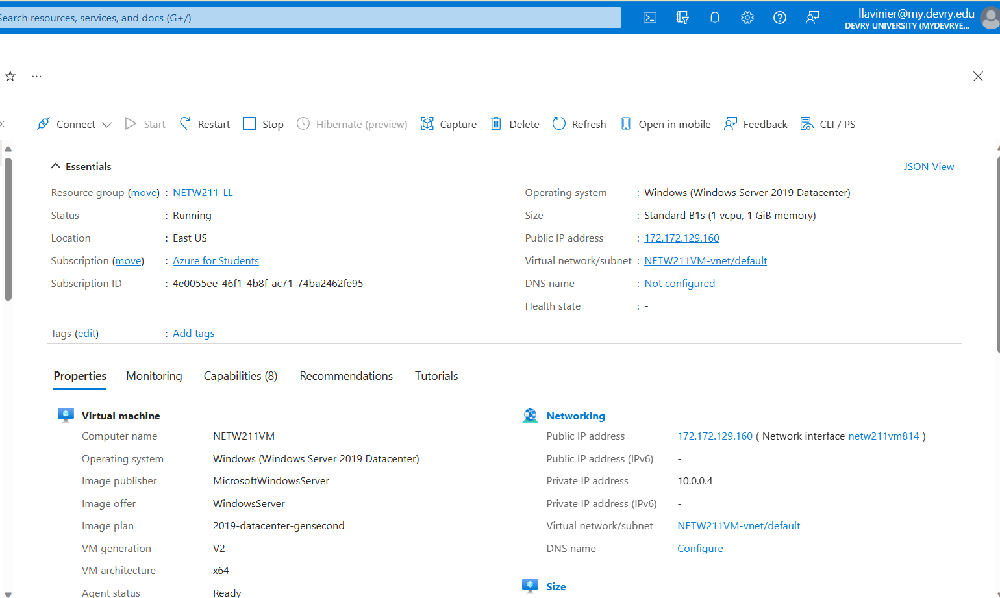 Search resources, services, and docs (G+/)
llavinier@my.devry.edu
DEVRY UNIVERSITY (MYDEVRYE...
...
Connect Start Restart Stop Hibernate (preview) Capture Delete Refresh Open in mobile Feedback CLI / PS
Essentials JSON View
Resource group (move) : NETW211-LL
Status : Running
Location : East US
Subscription (move) : Azure for Students
Subscription ID : 4e0055ee-46f1-4b8f-ac71-74ba2462fe95
Operating system : Windows (Windows Server 2019 Datacenter)
Size : Standard B1s (1 vcpu, 1 GiB memory)
Public IP address : 172.172.129.160
Virtual network/subnet : NETW211VM-vnet/default
DNS name : Not configured
Health state : -
Tags (edit) : Add tags
Properties Monitoring Capabilities (8) Recommendations Tutorials
Virtual machine
Computer name NETW211VM
Operating system Windows (Windows Server 2019 Datacenter)
Image publisher MicrosoftWindowsServer
Image offer WindowsServer
Image plan 2019-datacenter-gensecond
VM generation V2
VM architecture x64
Agent status Ready
Networking
Public IP address 172.172.129.160 ( Network interface netw211vm814 )
Public IP address (IPv6) -
Private IP address 10.0.0.4
Private IP address (IPv6) -
Virtual network/subnet NETW211VM-vnet/default
DNS name Configure
Size